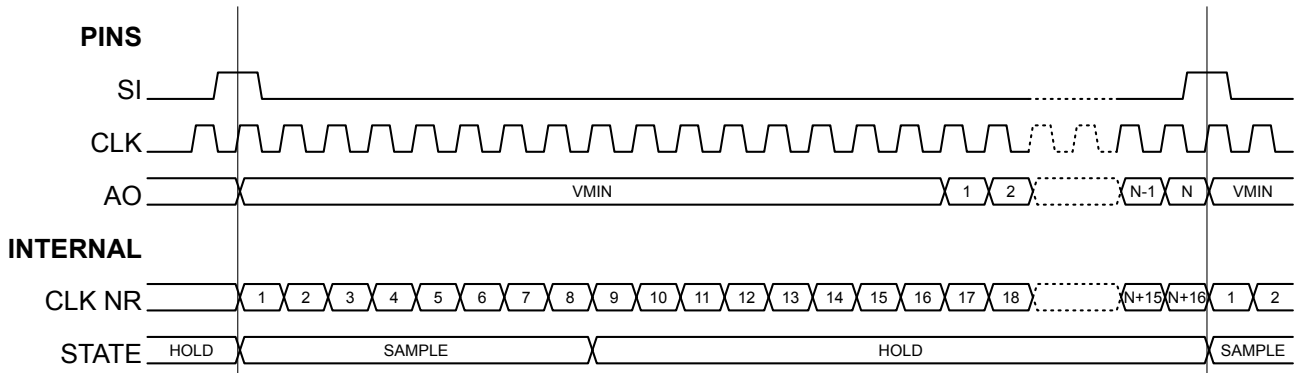 PINS
SI
CLK
AO VMIN 1 2 N-1 N VMIN
INTERNAL
CLK NR 1 2 3 4 5 6 7 8 9 10 11 12 13 14 15 16 17 18 N+15 N+16 1 2
STATE HOLD SAMPLE HOLD SAMPLE